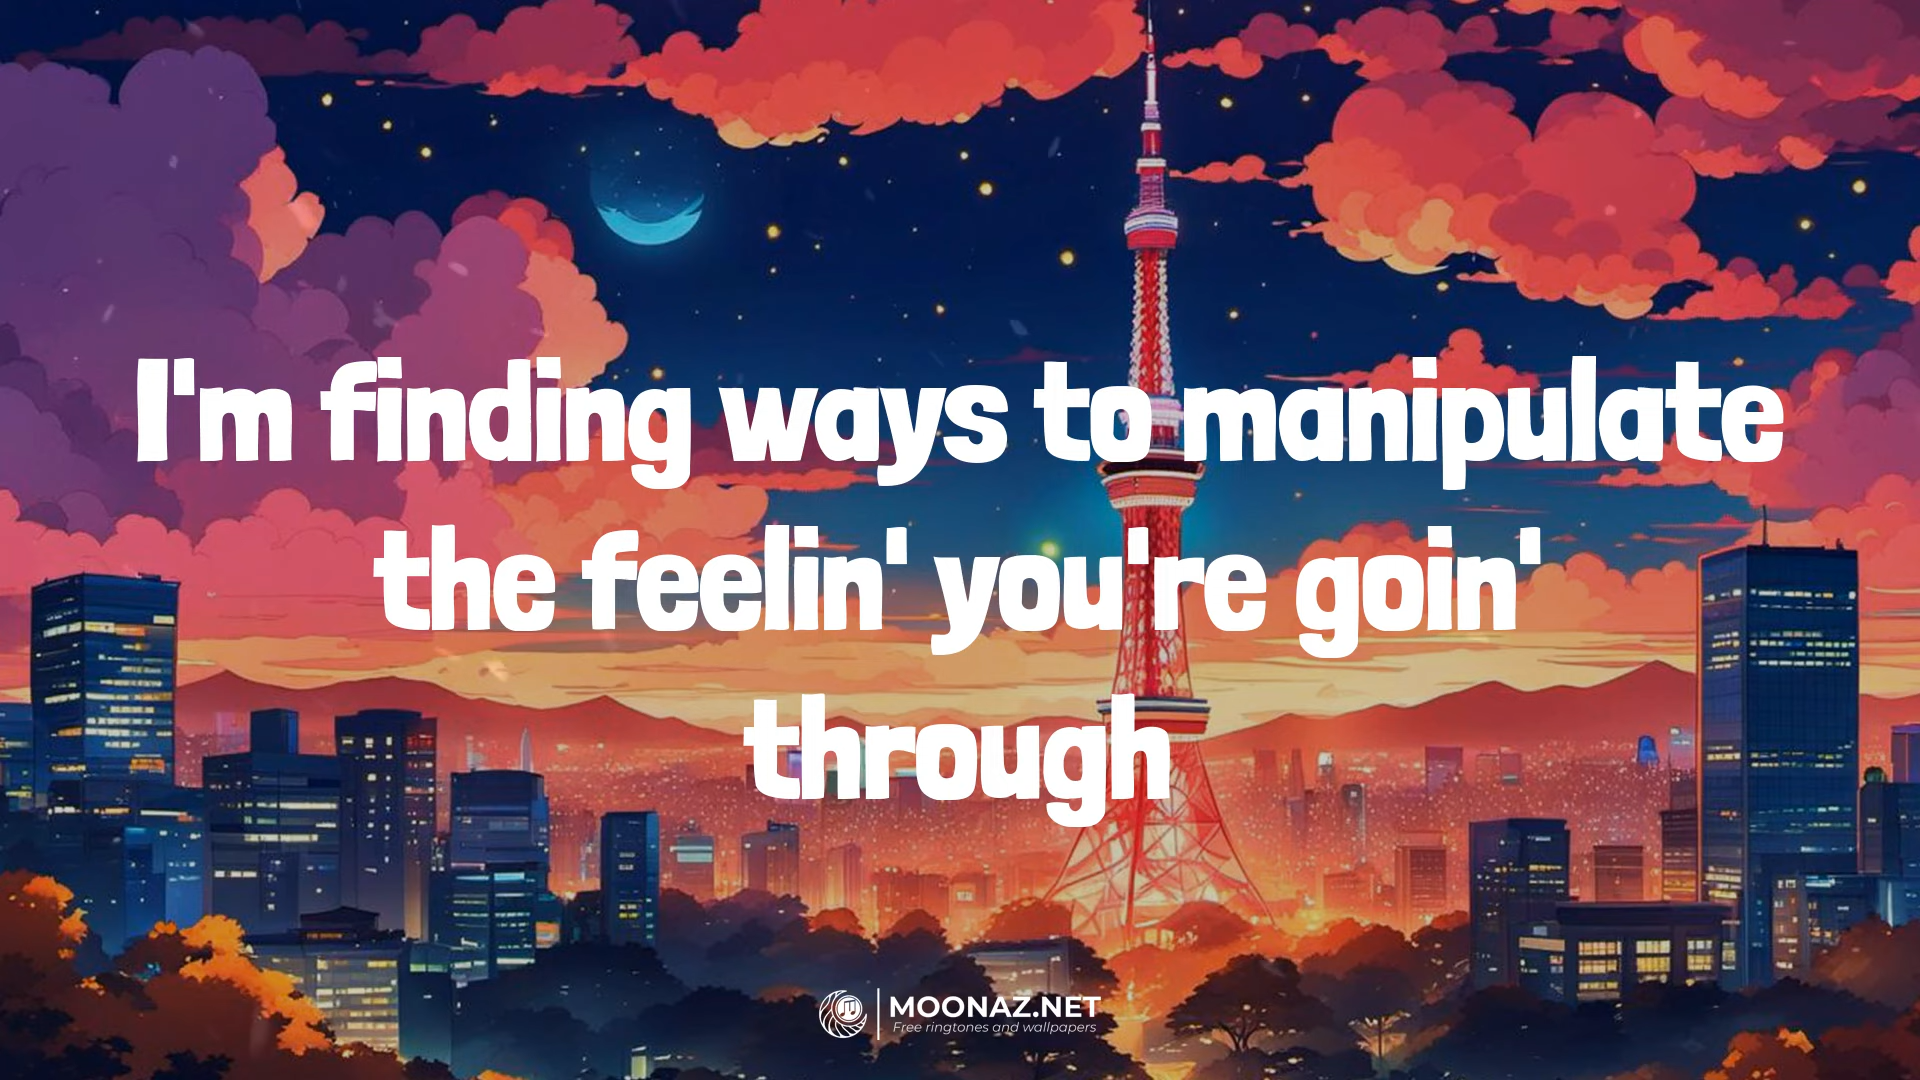 I'm finding ways to manipulate
the feelin' you're goin'
through
MOONAZ.NET
Free ringtones and wallpapers